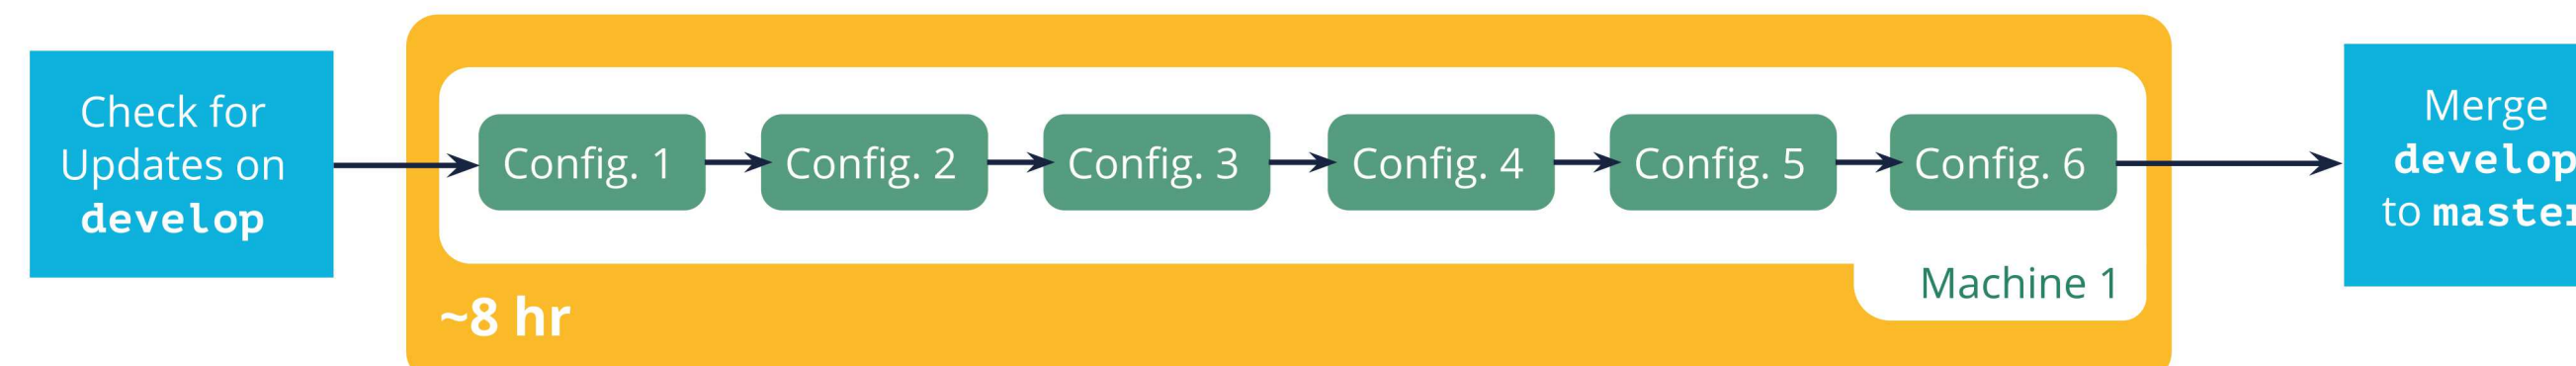 Check for
Updates on
develop
Config. 1
Config. 2
Config. 3
Config. 4
Config. 5
Config. 6
Machine 1
~8 hr
Merge
develop
to master